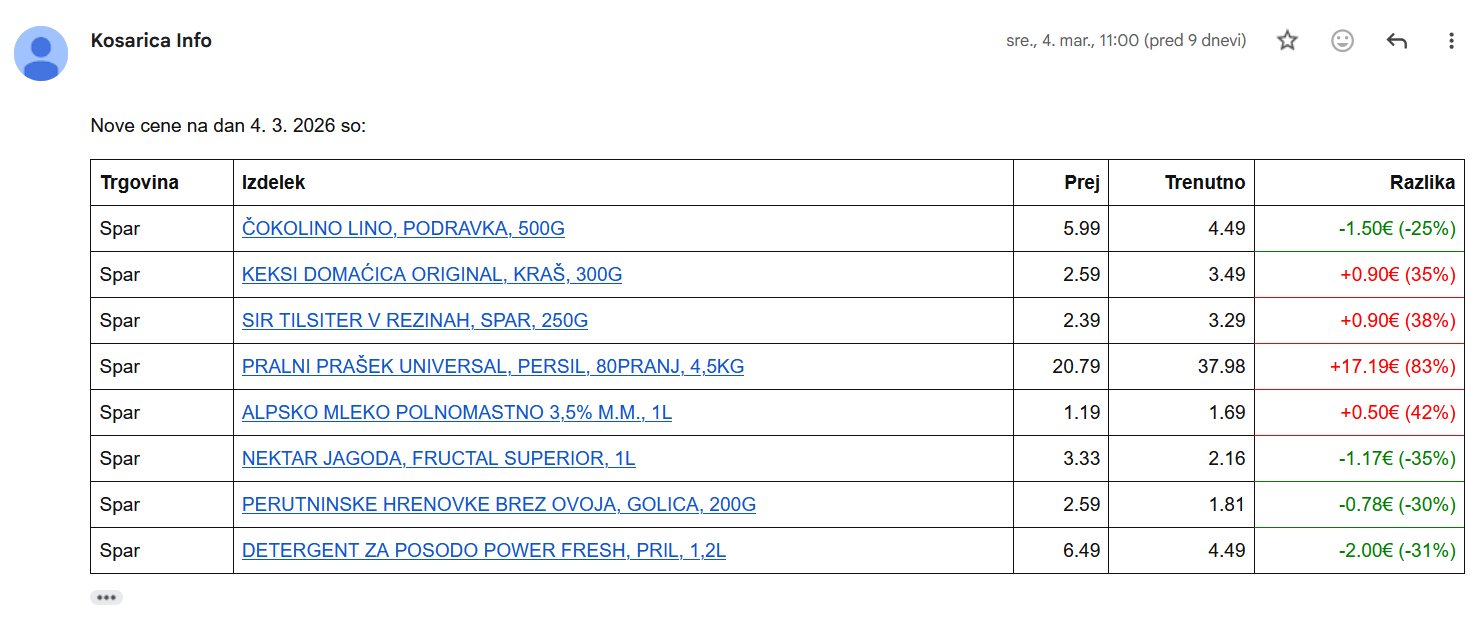 Kosarica Info
sre., 4. mar., 11:00 (pred 9 dnevi)
Nove cene na dan 4. 3. 2026 so:
Trgovina Izdelek Prej Trenutno Razlika
Spar ČOKOLINO LINO, PODRAVKA, 500G 5.99 4.49 -1.50€ (-25%)
Spar KEKSI DOMAĆICA ORIGINAL, KRAŠ, 300G 2.59 3.49 +0.90€ (35%)
Spar SIR TILSITER V REZINAH, SPAR, 250G 2.39 3.29 +0.90€ (38%)
Spar PRALNI PRAŠEK UNIVERSAL, PERSIL, 80PRANJ, 4,5KG 20.79 37.98 +17.19€ (83%)
Spar ALPSKO MLEKO POLNOMASTNO 3,5% M.M., 1L 1.19 1.69 +0.50€ (42%)
Spar NEKTAR JAGODA, FRUCTAL SUPERIOR, 1L 3.33 2.16 -1.17€ (-35%)
Spar PERUTNINSKE HRENOVKE BREZ OVOJA, GOLICA, 200G 2.59 1.81 -0.78€ (-30%)
Spar DETERGENT ZA POSODO POWER FRESH, PRIL, 1,2L 6.49 4.49 -2.00€ (-31%)